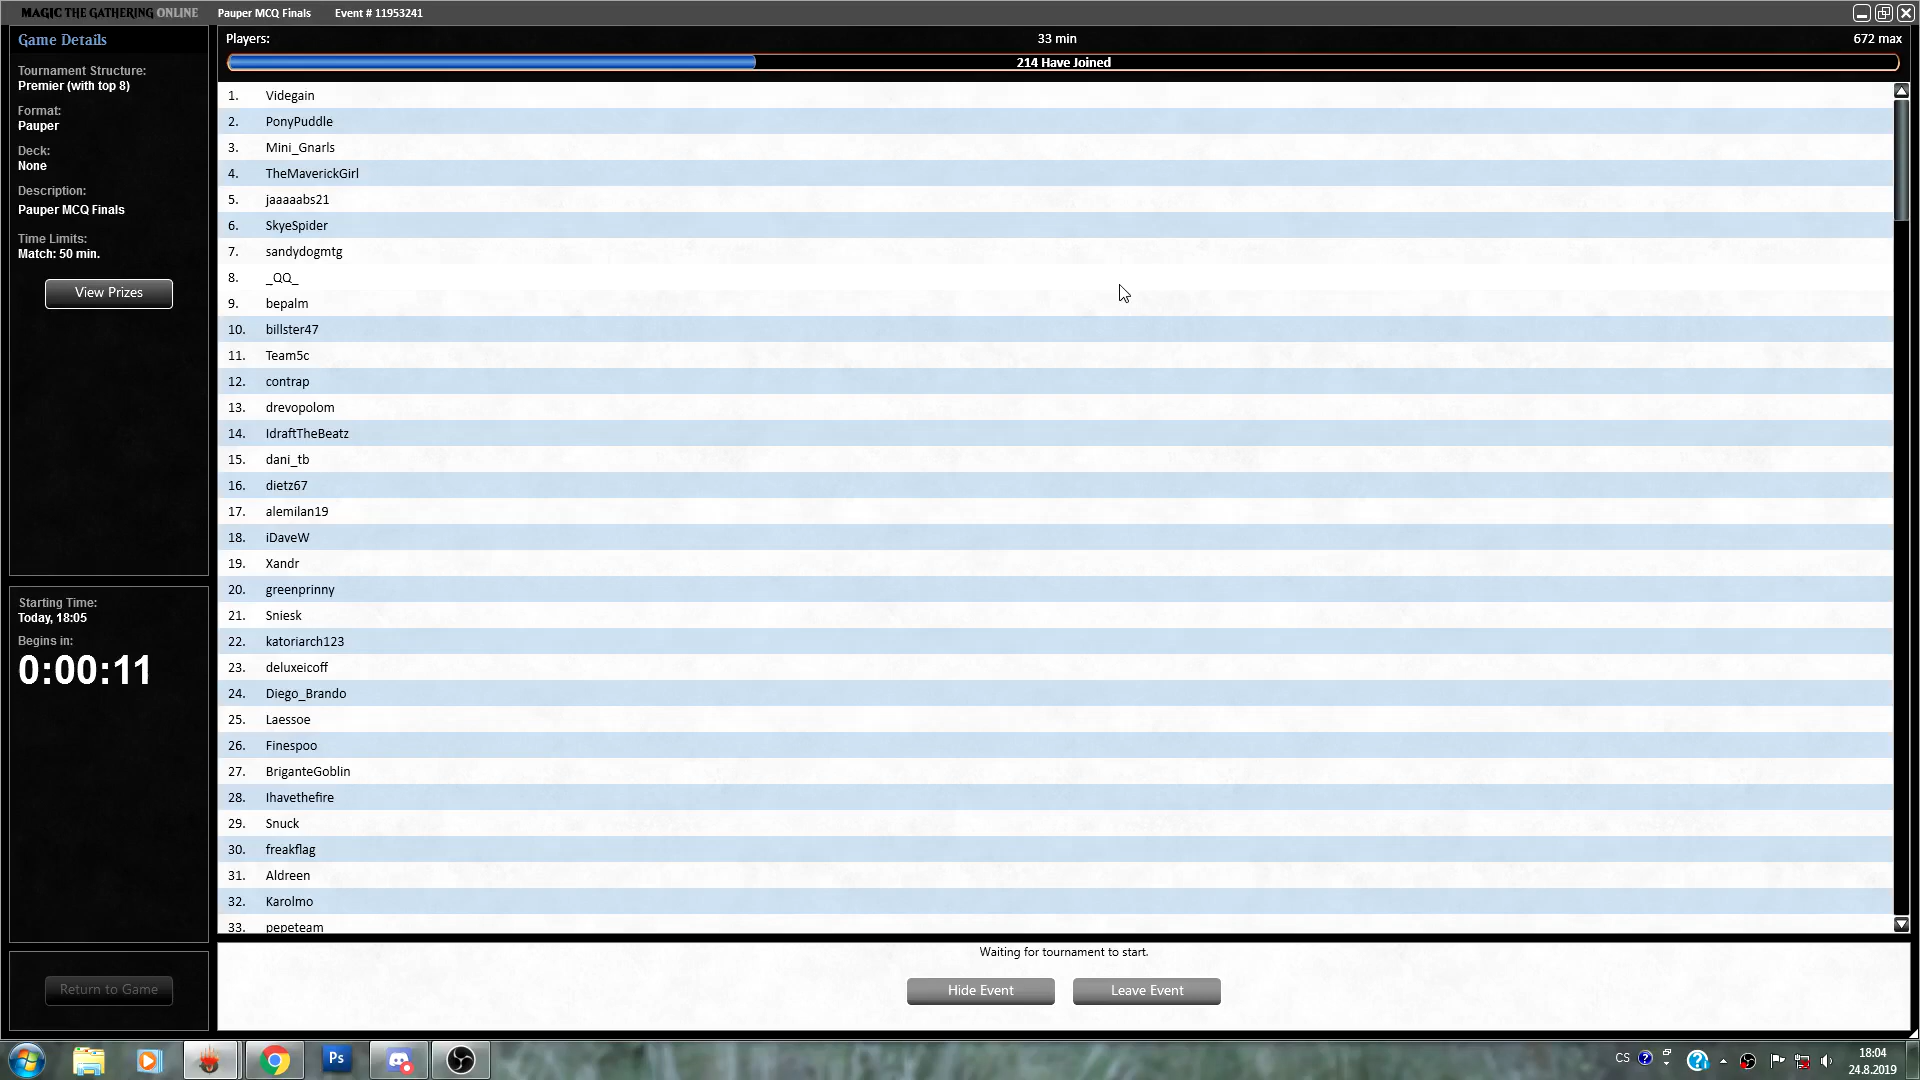 MAGIC THE GATHERING ONLINE Pauper MCQ Finals Event # 11953241
Game Details
Tournament Structure:
Premier (with top 8)
Format:
Pauper
Deck:
None
Description:
Pauper MCQ Finals
Time Limits:
Match: 50 min.
View Prizes
Starting Time:
Today, 18:05
Begins in:
0:00:11
Return to Game
Players: 33 min 672 max
214 Have Joined
1. Videgain
2. PonyPuddle
3. Mini_Gnarls
4. TheMaverickGirl
5. jaaaaabs21
6. SkyeSpider
7. sandydogmtg
8. _QQ_
9. bepalm
10. billster47
11. Team5c
12. contrap
13. drevopolom
14. IdraftTheBeatz
15. dani_tb
16. dietz67
17. alemilan19
18. iDaveW
19. Xandr
20. greenprinny
21. Sniesk
22. katoriarch123
23. deluxeicoff
24. Diego_Brando
25. Laessoe
26. Finespoo
27. BriganteGoblin
28. Ihavethefire
29. Snuck
30. freakflag
31. Aldreen
32. Karolmo
33. pepeteam
Waiting for tournament to start.
Hide Event Leave Event
Ps
CS
18:04
24.8.2019